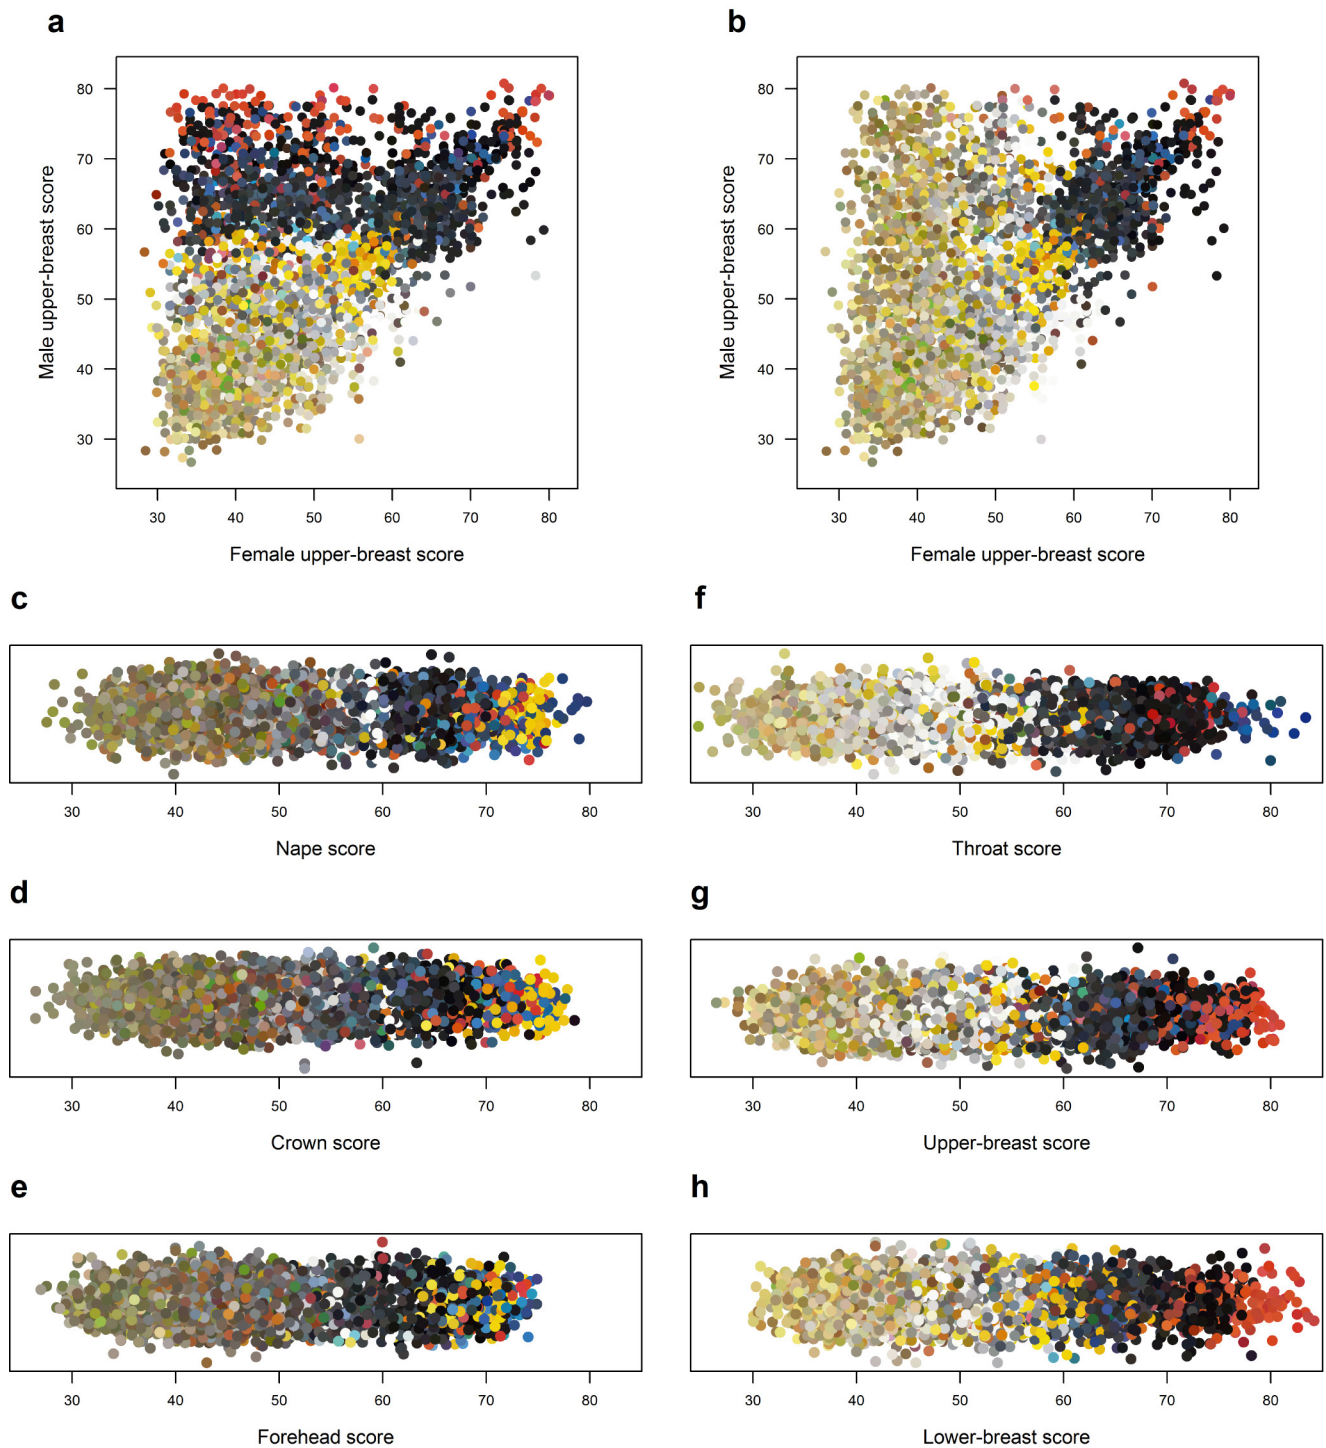 a
b
80
70
60
50
40
30
Male upper-breast score
30 40 50 60 70 80
Female upper-breast score
80
70
60
50
40
30
Male upper-breast score
30 40 50 60 70 80
Female upper-breast score
c
30 40 50 60 70 80
Nape score
f
30 40 50 60 70 80
Throat score
d
30 40 50 60 70 80
Crown score
g
30 40 50 60 70 80
Upper-breast score
e
30 40 50 60 70 80
Forehead score
h
30 40 50 60 70 80
Lower-breast score